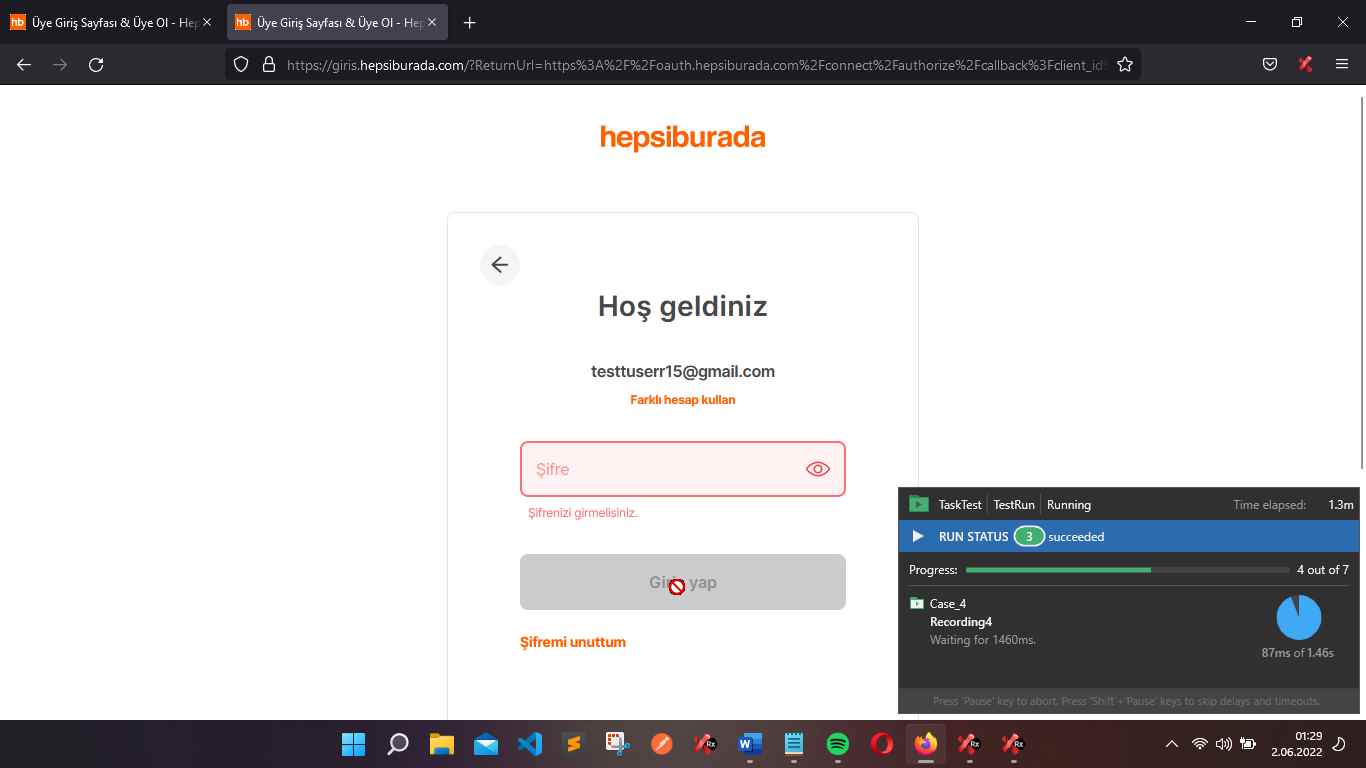 Üye Giriş Sayfası & Üye Ol - Hep
Üye Giriş Sayfası & Üye Ol - Hep
https://giris.hepsiburada.com/?ReturnUrl=https%3A%2F%2Foauth.hepsiburada.com%2Fconnect%2Fauthorize%2Fcallback%3Fclient_id%
hepsiburada
Hoş geldiniz
testtuserr15@gmail.com
Farklı hesap kullan
Şifre
Şifrenizi girmelisiniz.
Giriş yap
Şifremi unuttum
TaskTest TestRun Running Time elapsed: 1.3m
RUN STATUS 3 succeeded
Progress: 4 out of 7
Case_4
Recording4
Waiting for 1460ms.
87ms of 1.46s
Press 'Pause' key to abort. Press 'Shift'+'Pause' keys to skip delays and timeouts.
01:29
2.06.2022